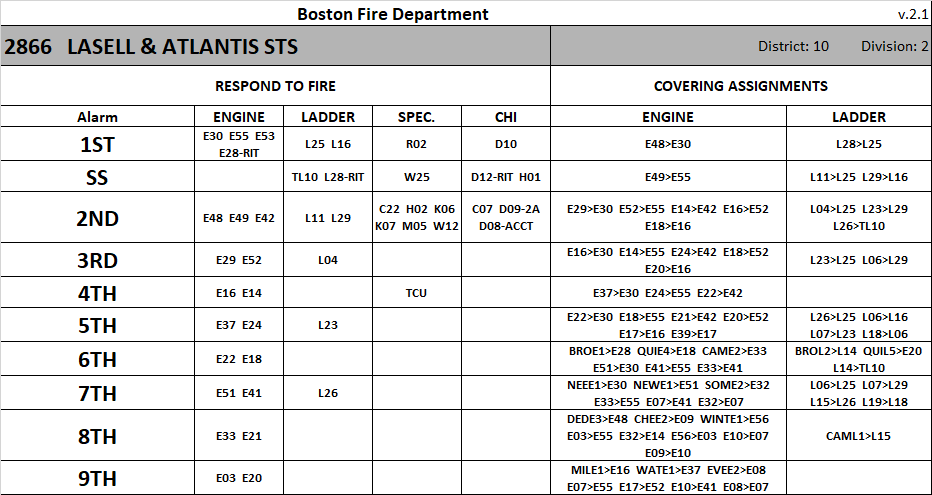 Boston Fire Department v.2.1
2866 LASELL & ATLANTIS STS District: 10 Division: 2
RESPOND TO FIRE COVERING ASSIGNMENTS
Alarm ENGINE LADDER SPEC. CHI ENGINE LADDER
1ST E30 E55 E53 L25 L16 R02 D10 E48>E30 L28>L25
E28-RIT
SS TL10 L28-RIT W25 D12-RIT H01 E49>E55 L11>L25 L29>L16
2ND E48 E49 E42 L11 L29 C22 H02 K06 C07 D09-2A E29>E30 E52>E55 E14>E42 E16>E52 L04>L25 L23>L29
K07 M05 W12 D08-ACCT E18>E16 L26>TL10
3RD E29 E52 L04 E16>E30 E14>E55 E24>E42 E18>E52 L23>L25 L06>L29
E20>E16
4TH E16 E14 TCU E37>E30 E24>E55 E22>E42
5TH E37 E24 L23 E22>E30 E18>E55 E21>E42 E20>E52 L26>L25 L06>L16
E17>E16 E39>E17 L07>L23 L18>L06
6TH E22 E18 BROE1>E28 QUIE4>E18 CAME2>E33 BROL2>L14 QUIL5>E20
E51>E30 E41>E55 E33>E41 L14>TL10
7TH E51 E41 L26 NEEE1>E30 NEWE1>E51 SOME2>E32 L06>L25 L07>L29
E33>E55 E07>E41 E32>E07 L15>L26 L19>L18
8TH E33 E21 DEDE3>E48 CHEE2>E09 WINTE1>E56 CAML1>L15
E03>E55 E32>E14 E56>E03 E10>E07
E09>E10
9TH E03 E20 MILE1>E16 WATE1>E37 EVEE2>E08
E07>E55 E17>E52 E10>E41 E08>E07